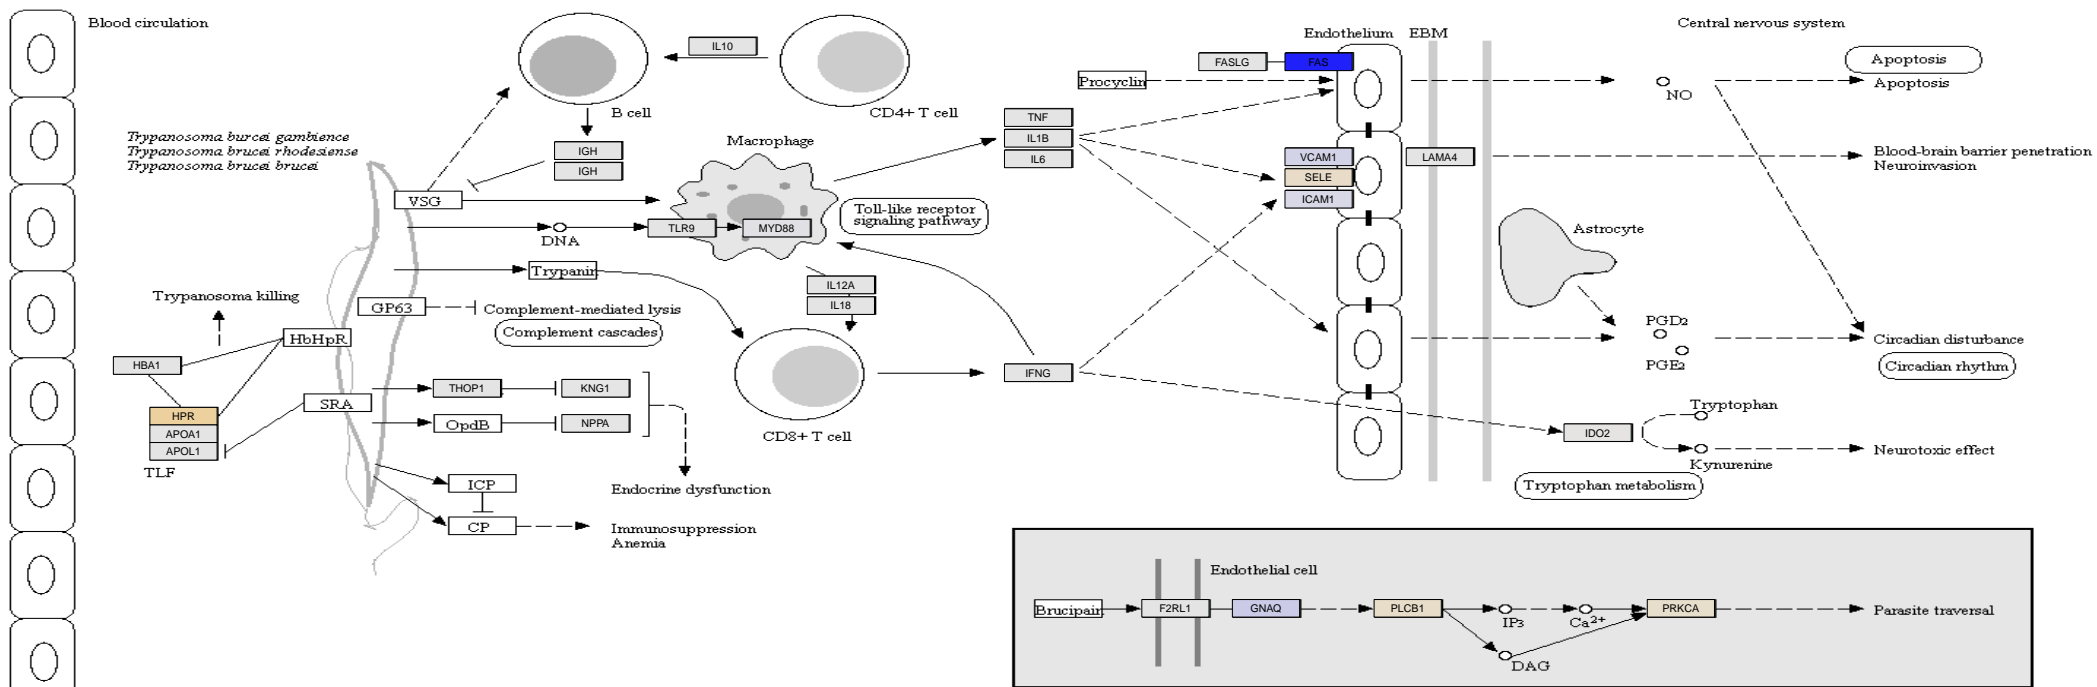 Blood circulation
IL10
B cell
CD4+ T cell
Endothelium
EBM
Central nervous system
FASLG
FAS
Procyclin
NO
Apoptosis
Apoptosis
Trypanosoma burcei gambience
Trypanosoma brucei rhodesiense
Trypanosoma brucei brucei
IGH
IGH
Macrophage
TNF
IL1B
IL6
VCAM1
SELE
ICAM1
LAMA4
Blood-brain barrier penetration
Neuroinvasion
VSG
DNA
TLR9
MYD88
Toll-like receptor
signaling pathway
Astrocyte
Trypanin
IL12A
IL18
Trypanosoma killing
GP63
Complement-mediated lysis
Complement cascades
HbHpR
HBA1
PGD2
PGE2
Circadian disturbance
Circadian rhythm
IFNG
THOP1
KNG1
SRA
HPR
APOA1
APOL1
TLF
OpdB
NPPA
CD8+ T cell
Tryptophan
IDO2
Kynurenine
Neurotoxic effect
Tryptophan metabolism
ICP
Endocrine dysfunction
CP
Immunosuppression
Anemia
Endothelial cell
Brucipain
F2RL1
GNAQ
PLCB1
IP3
Ca2+
PRKCA
DAG
Parasite traversal